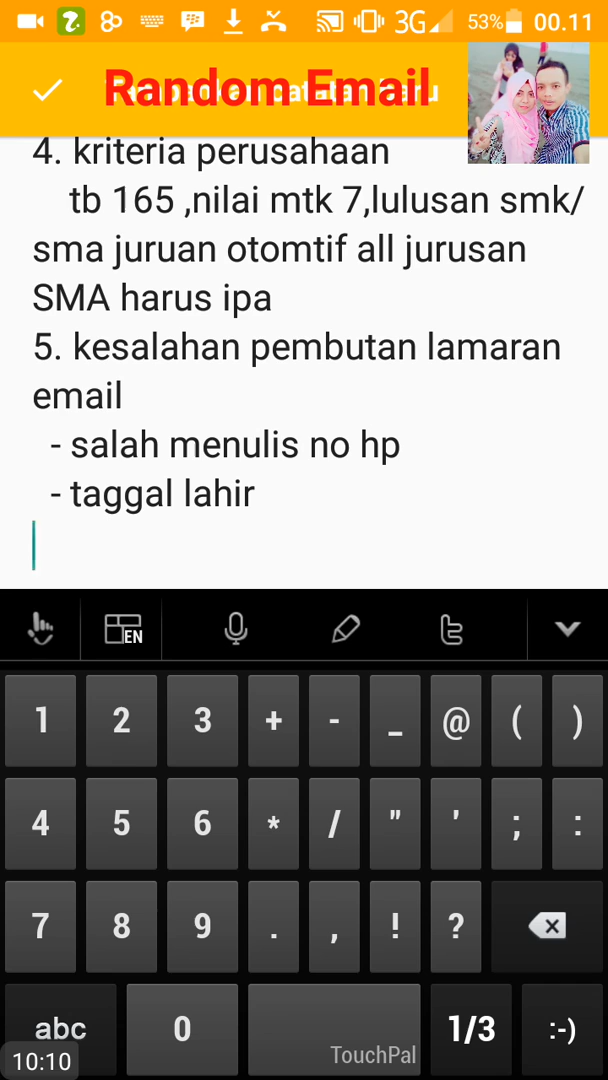 3G 53% 00.11
Random Email
4. kriteria perusahaan
tb 165 ,nilai mtk 7,lulusan smk/
sma juruan otomtif all jurusan
SMA harus ipa
5. kesalahan pembutan lamaran
email
- salah menulis no hp
- taggal lahir
EN
1 2 3 + - _ @ ( )
4 5 6 * / " ' ; :
7 8 9 . , ! ?
abc 0 TouchPal 1/3 :-)
10:10